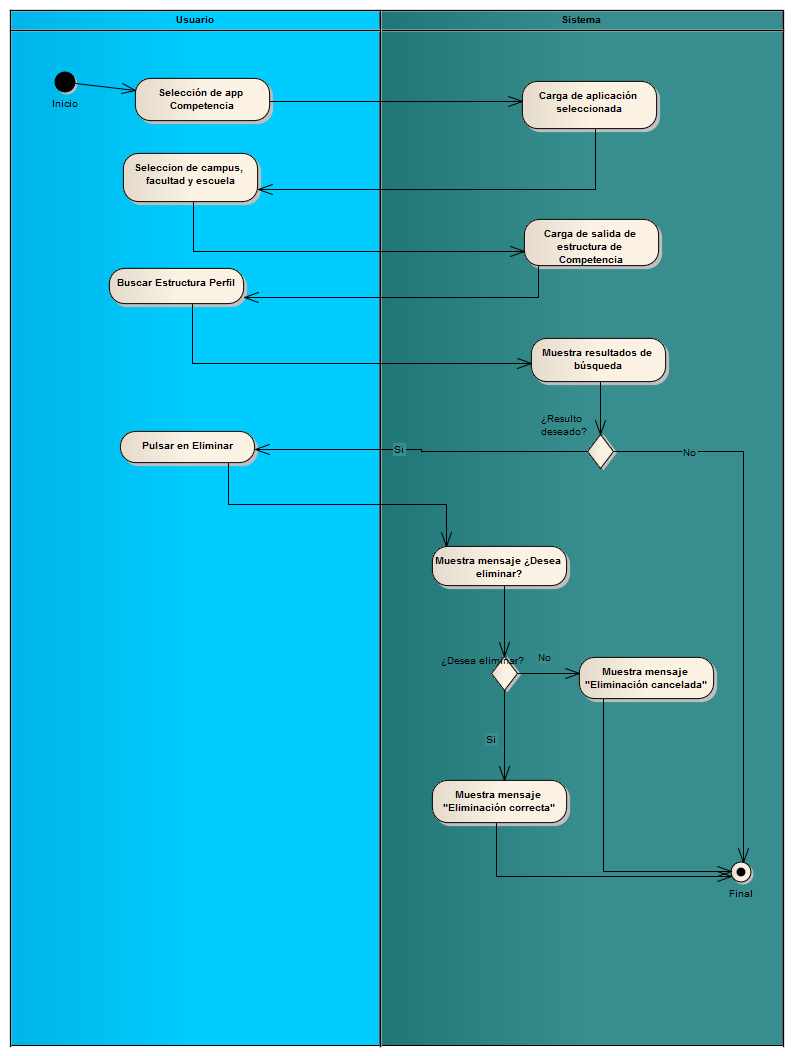 Usuario
Sistema
Inicio
Selección de app
Competencia
Carga de aplicación
seleccionada
Seleccion de campus,
facultad y escuela
Carga de salida de
estructura de
Competencia
Buscar Estructura Perfil
Muestra resultados de
búsqueda
¿Resulto
deseado?
Si
No
Pulsar en Eliminar
Muestra mensaje ¿Desea
eliminar?
¿Desea eliminar?
No
Muestra mensaje
"Eliminación cancelada"
Si
Muestra mensaje
"Eliminación correcta"
Final